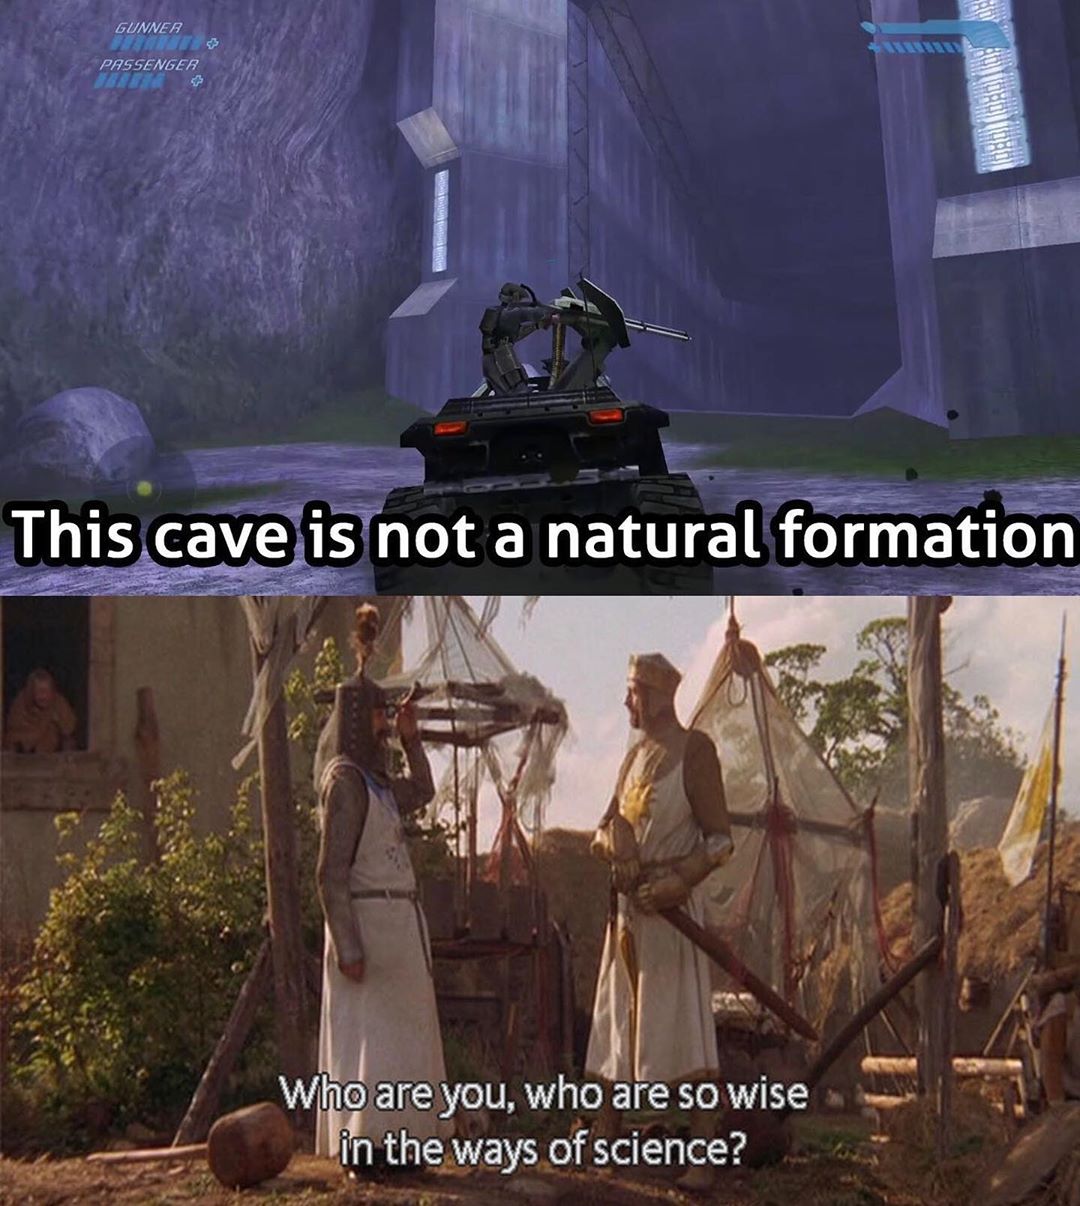 GUNNER
PASSENGER
This cave is not a natural formation
Who are you, who are so wise
in the ways of science?